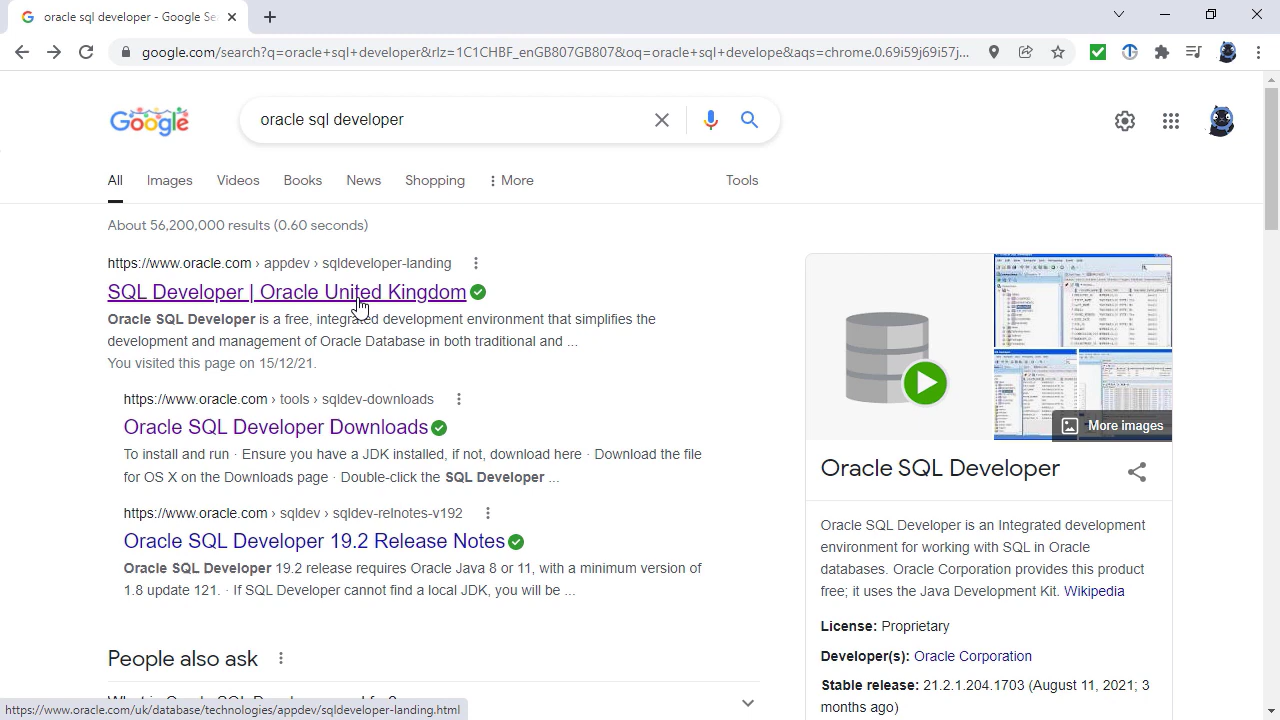 oracle sql developer - Google Se
google.com/search?q=oracle+sql+developer&rlz=1C1CHBF_enGB807GB807&oq=oracle+sql+develope&aqs=chrome.0.69i59j69i57j...
Google
oracle sql developer
All Images Videos Books News Shopping More Tools
About 56,200,000 results (0.60 seconds)
https://www.oracle.com › appdev › sqldeveloper-landing
SQL Developer | Oracle United Kingdom
Oracle SQL Developer is a free integrated development environment that simplifies the
development and management of Oracle Database in both traditional and ...
You visited this page on 15/12/21.
https://www.oracle.com › tools › sqldev-downloads
Oracle SQL Developer Downloads
To install and run · Ensure you have a JDK installed, if not, download here · Download the file
for OS X on the Downloads page · Double-click the SQL Developer ...
https://www.oracle.com › sqldev › sqldev-relnotes-v192
Oracle SQL Developer 19.2 Release Notes
Oracle SQL Developer 19.2 release requires Oracle Java 8 or 11, with a minimum version of
1.8 update 121. · If SQL Developer cannot find a local JDK, you will be ...
People also ask
https://www.oracle.com/uk/database/technologies/appdev/sqldeveloper-landing.html
More images
Oracle SQL Developer
Oracle SQL Developer is an Integrated development
environment for working with SQL in Oracle
databases. Oracle Corporation provides this product
free; it uses the Java Development Kit. Wikipedia
License: Proprietary
Developer(s): Oracle Corporation
Stable release: 21.2.1.204.1703 (August 11, 2021; 3
months ago)